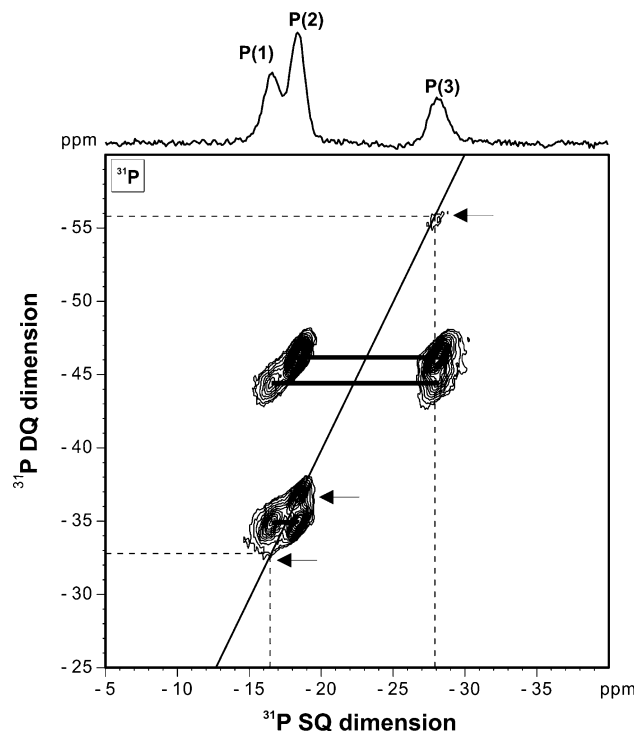 P(2)
P(1)
P(3)
ppm
³¹P
- 55
- 50
- 45
- 40
- 35
- 30
- 25
³¹P DQ dimension
- 5
- 10
- 15
- 20
- 25
- 30
- 35
ppm
³¹P SQ dimension